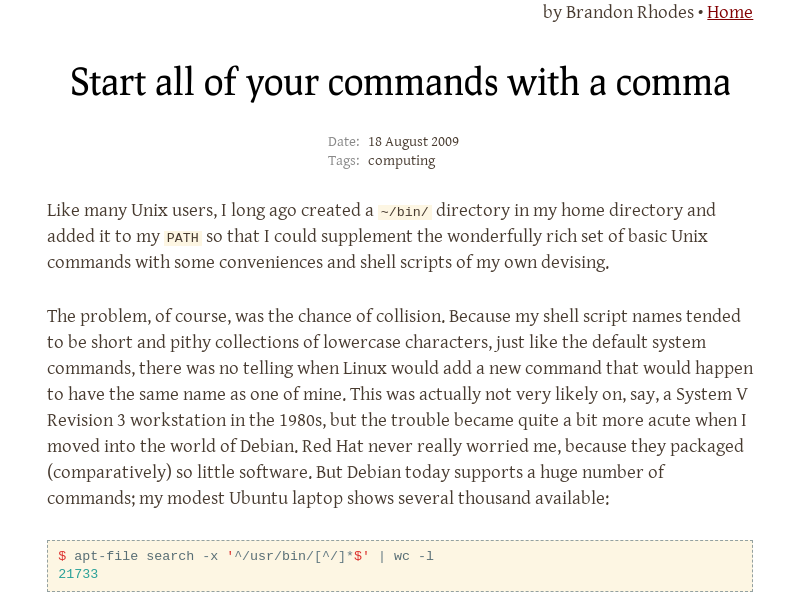 by Brandon Rhodes • Home
Start all of your commands with a comma
Date: 18 August 2009
Tags: computing
Like many Unix users, I long ago created a ~/bin/ directory in my home directory and
added it to my PATH so that I could supplement the wonderfully rich set of basic Unix
commands with some conveniences and shell scripts of my own devising.
The problem, of course, was the chance of collision. Because my shell script names tended
to be short and pithy collections of lowercase characters, just like the default system
commands, there was no telling when Linux would add a new command that would happen
to have the same name as one of mine. This was actually not very likely on, say, a System V
Revision 3 workstation in the 1980s, but the trouble became quite a bit more acute when I
moved into the world of Debian. Red Hat never really worried me, because they packaged
(comparatively) so little software. But Debian today supports a huge number of
commands; my modest Ubuntu laptop shows several thousand available:
$ apt-file search -x '^/usr/bin/[^/]*$' | wc -l
21733